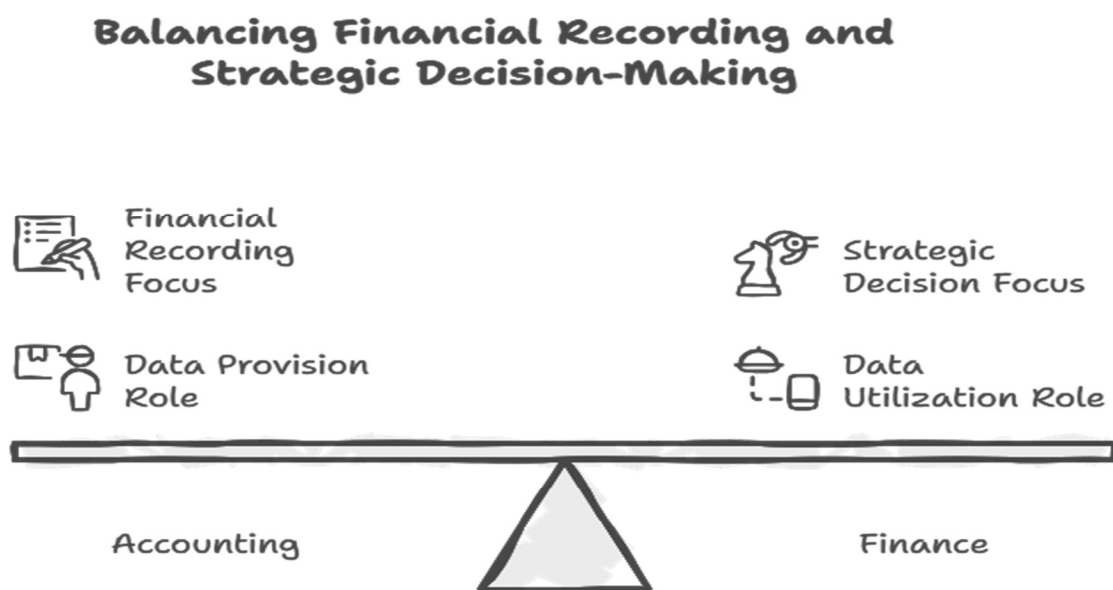 Balancing Financial Recording and
Strategic Decision-Making
Financial
Recording
Focus
Strategic
Decision Focus
Data Provision
Role
Data
Utilization Role
Accounting
Finance